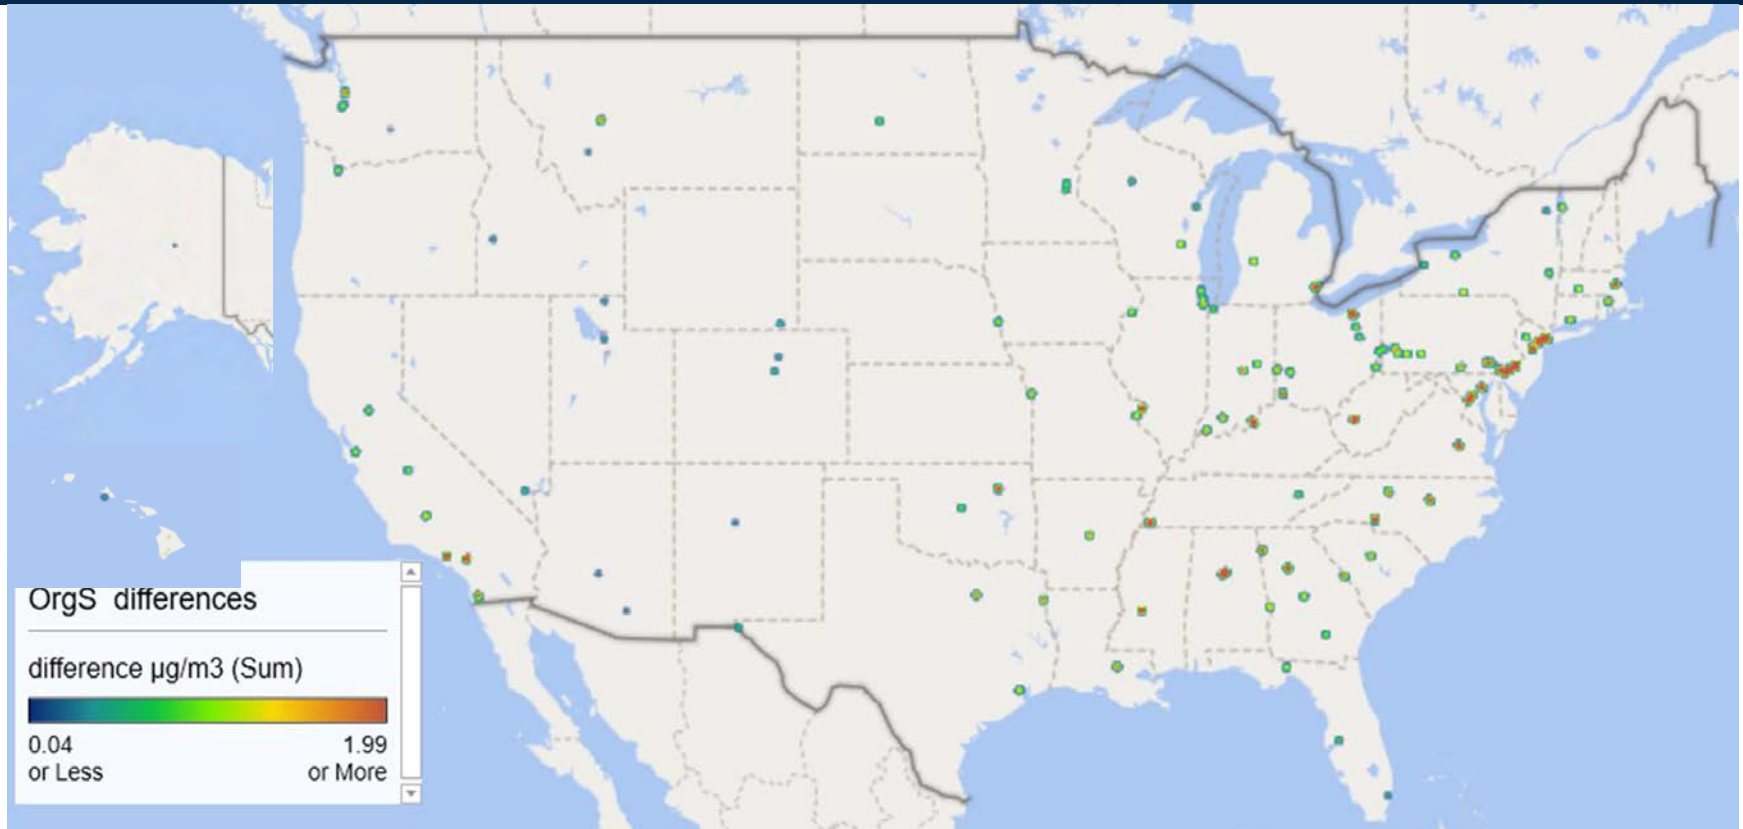 OrgS differences
difference µg/m3 (Sum)
0.04
or Less
1.99
or More